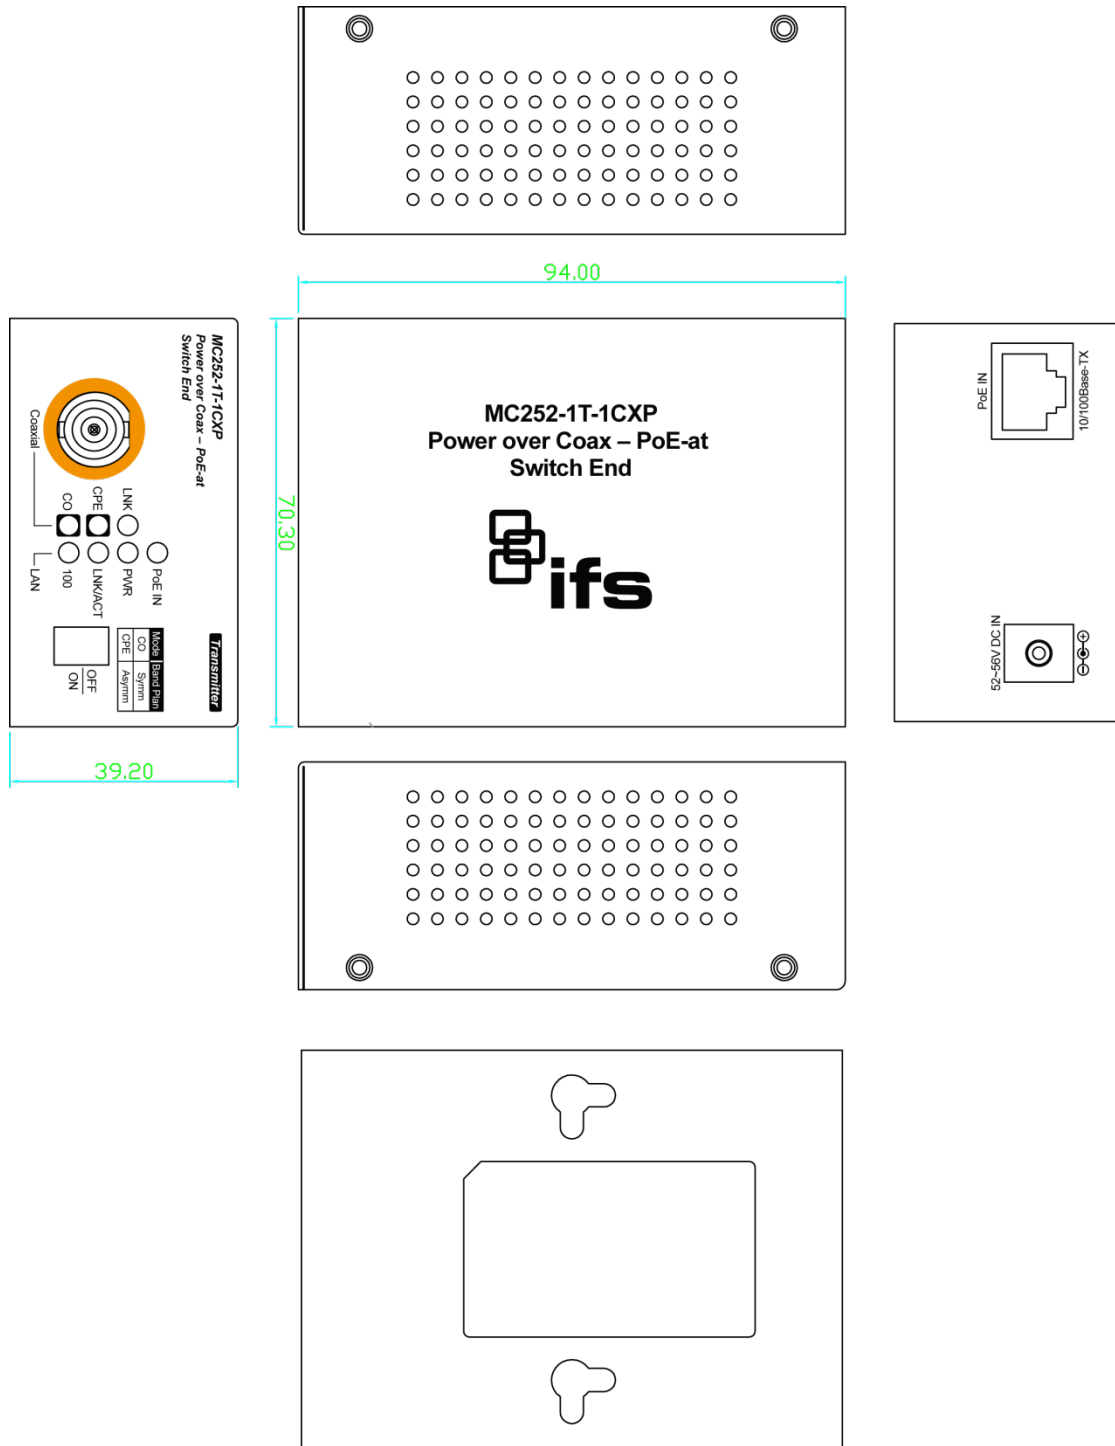 94.00
MC252-1T-1CXP
Power over Coax – PoE-at
Switch End
Coaxial
CO
CPE
LNK
LAN
100
LNK/ACT
PWR
PoE IN
Transmitter
Mode Band Plan
CO Symm
CPE Asymm
OFF
ON
39.20
70.30
MC252-1T-1CXP
Power over Coax – PoE-at
Switch End
ifs
PoE IN
10/100Base-TX
52~56V DC IN